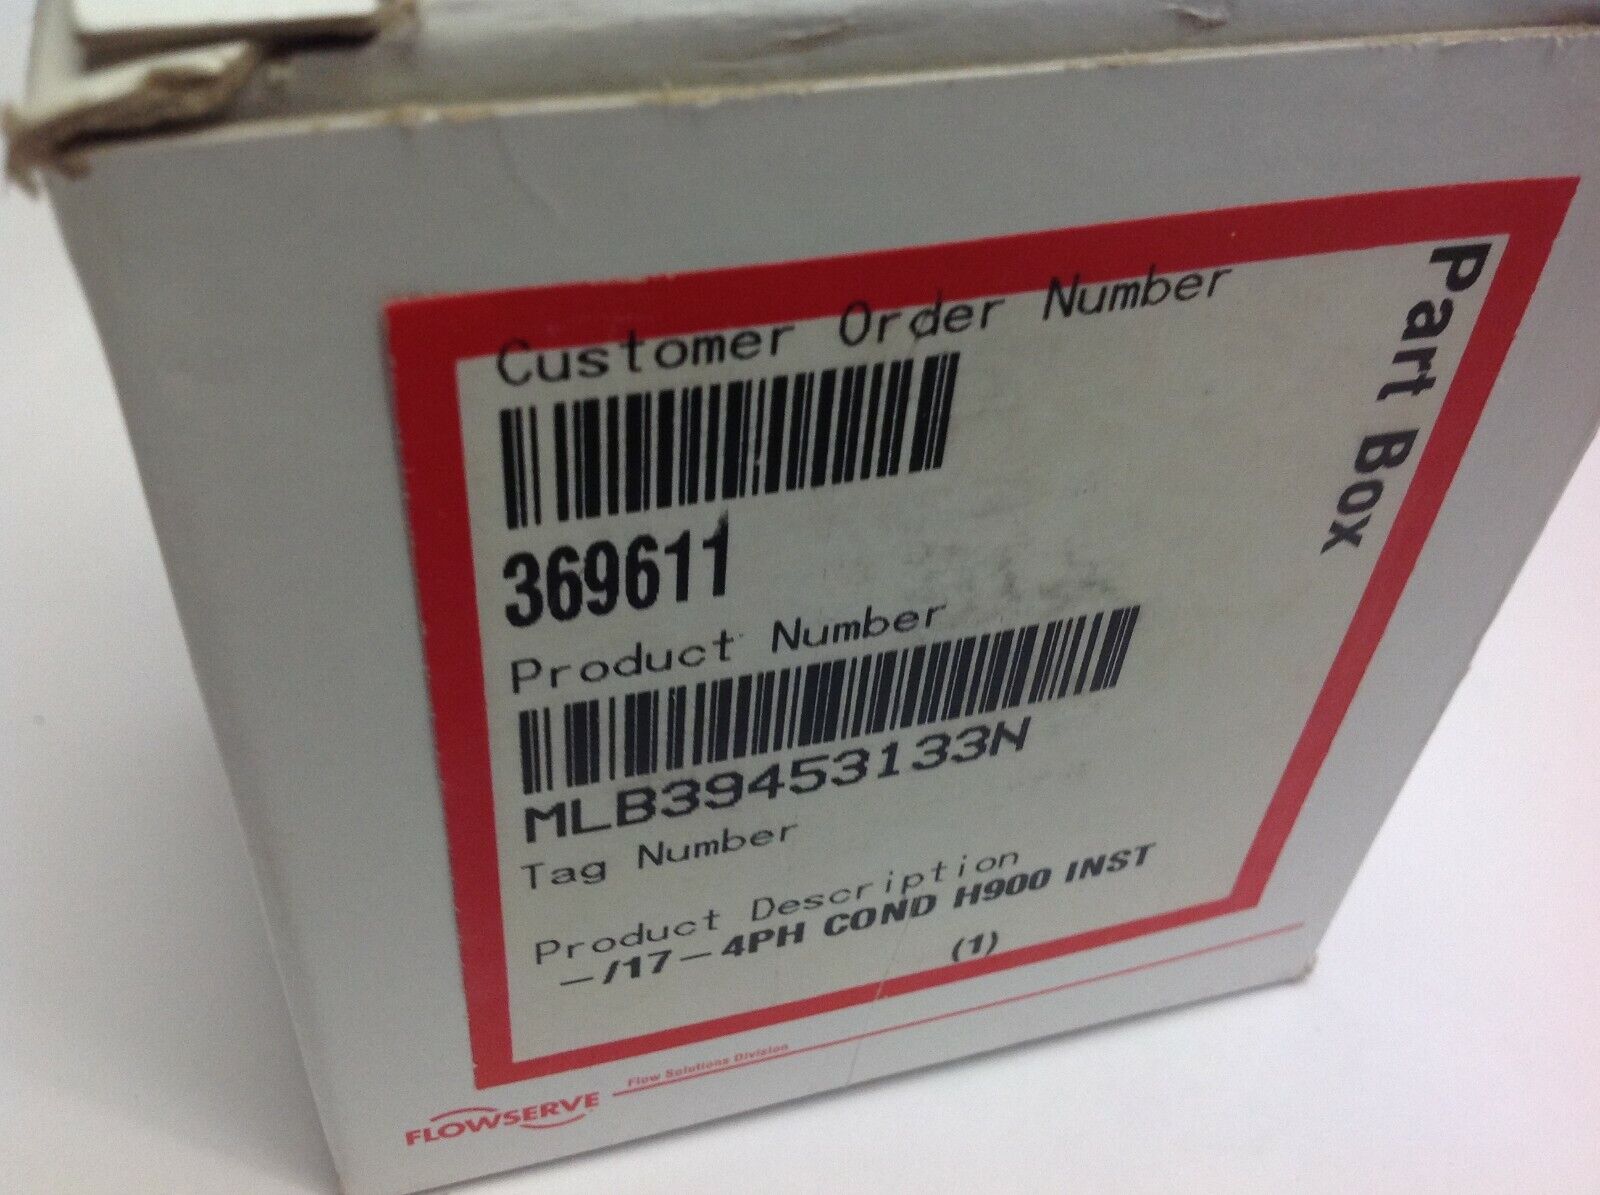 Customer Order Number
369611
Product Number
MLB39453133N
Tag Number
Product Description
-/17-4PH COND H900 INST
(1)
Part Box
FLOWSERVE
Flow Solutions Division